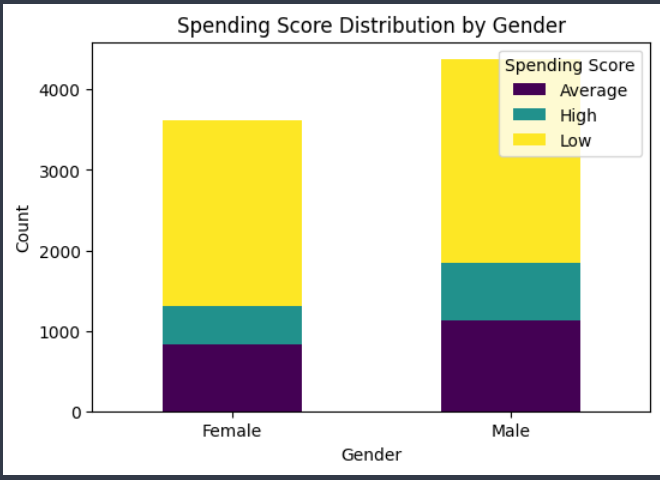 Spending Score Distribution by Gender
Spending Score
Average
High
Low
4000
3000
2000
1000
0
Count
Female
Male
Gender